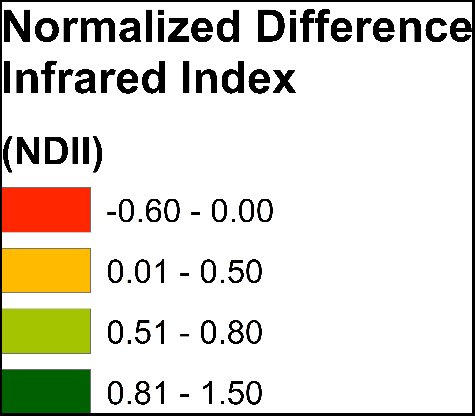 Normalized Difference
Infrared Index
(NDII)
-0.60 - 0.00
0.01 - 0.50
0.51 - 0.80
0.81 - 1.50